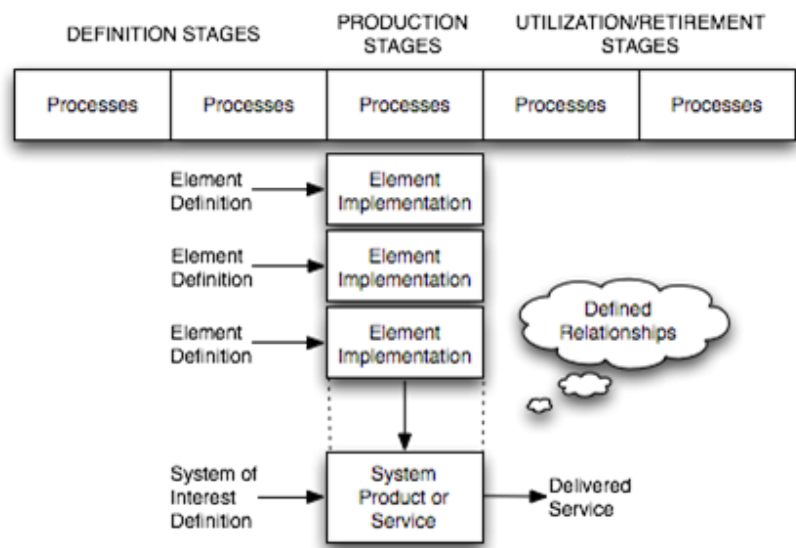 DEFINITION STAGES
PRODUCTION
STAGES
UTILIZATION/RETIREMENT
STAGES
Processes
Processes
Processes
Processes
Processes
Element
Definition
Element
Implementation
Element
Definition
Element
Implementation
Element
Definition
Element
Implementation
Defined
Relationships
System of
Interest
Definition
System
Product or
Service
Delivered
Service